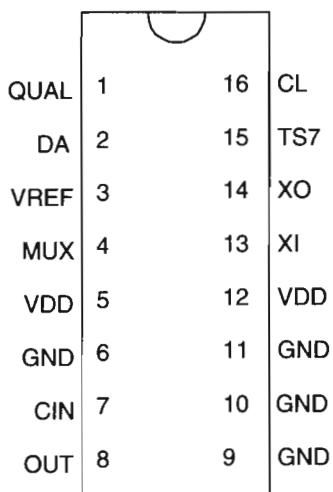 QUAL 1 16 CL
DA 2 15 TS7
VREF 3 14 XO
MUX 4 13 XI
VDD 5 12 VDD
GND 6 11 GND
CIN 7 10 GND
OUT 8 9 GND